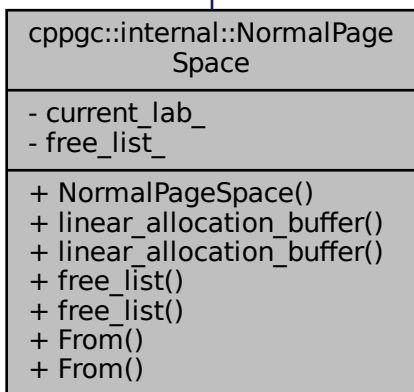 cppgc::internal::NormalPage
Space
- current_lab_
- free_list_
+ NormalPageSpace()
+ linear_allocation_buffer()
+ linear_allocation_buffer()
+ free_list()
+ free_list()
+ From()
+ From()